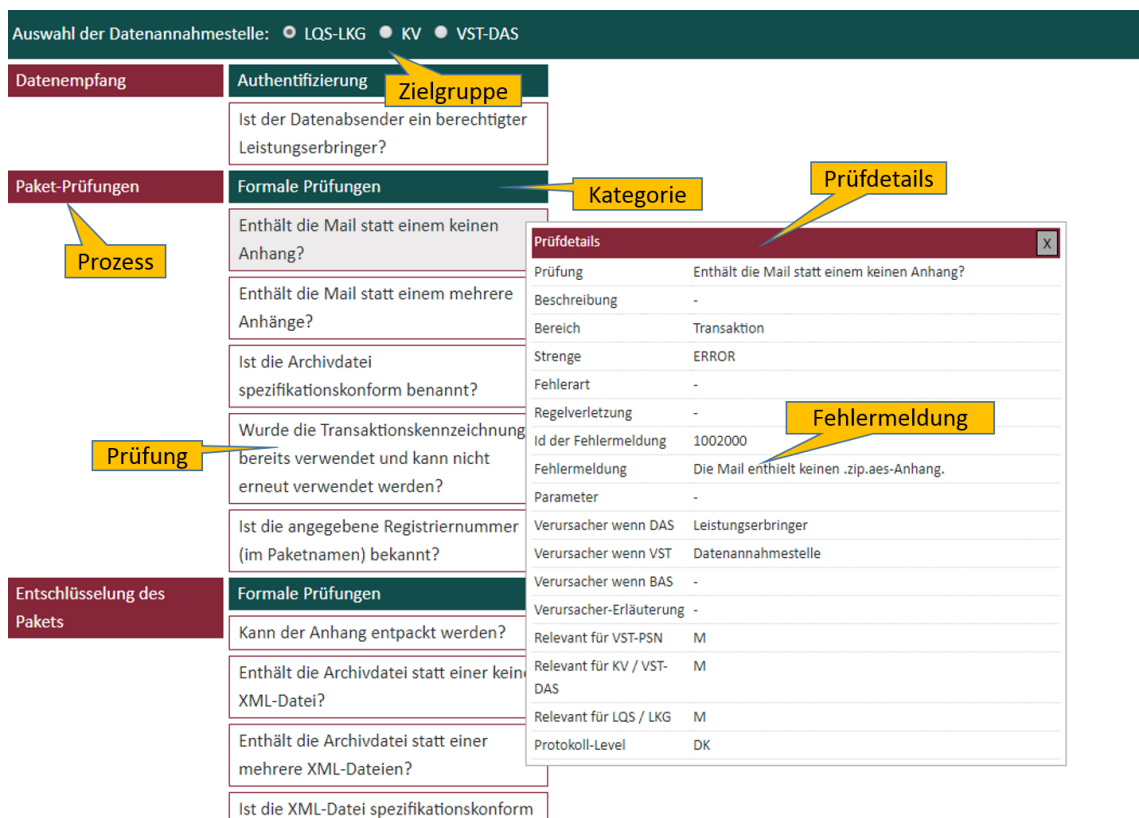 Auswahl der Datenannahmestelle: LQS-LKG KV VST-DAS
Zielgruppe
Datenempfang
Authentifizierung
Ist der Datenabsender ein berechtigter
Leistungserbringer?
Paket-Prüfungen
Formale Prüfungen
Kategorie
Prozess
Enthält die Mail statt einem keinen
Anhang?
Enthält die Mail statt einem mehrere
Anhänge?
Ist die Archivdatei
spezifikationskonform benannt?
Prüfung
Wurde die Transaktionskennzeichnung
bereits verwendet und kann nicht
erneut verwendet werden?
Ist die angegebene Registriernummer
(im Paketnamen) bekannt?
Entschlüsselung des
Pakets
Formale Prüfungen
Kann der Anhang entpackt werden?
Enthält die Archivdatei statt einer keine
XML-Datei?
Enthält die Archivdatei statt einer
mehrere XML-Dateien?
Ist die XML-Datei spezifikationskonform
Prüfdetails
Prüfdetails X
Prüfung Enthält die Mail statt einem keinen Anhang?
Beschreibung -
Bereich Transaktion
Strenge ERROR
Fehlerart -
Regelverletzung -
Fehlermeldung
Id der Fehlermeldung 1002000
Fehlermeldung Die Mail enthielt keinen .zip.aes-Anhang.
Parameter -
Verursacher wenn DAS Leistungserbringer
Verursacher wenn VST Datenannahmestelle
Verursacher wenn BAS -
Verursacher-Erläuterung -
Relevant für VST-PSN M
Relevant für KV / VST- M
DAS
Relevant für LQS / LKG M
Protokoll-Level DK